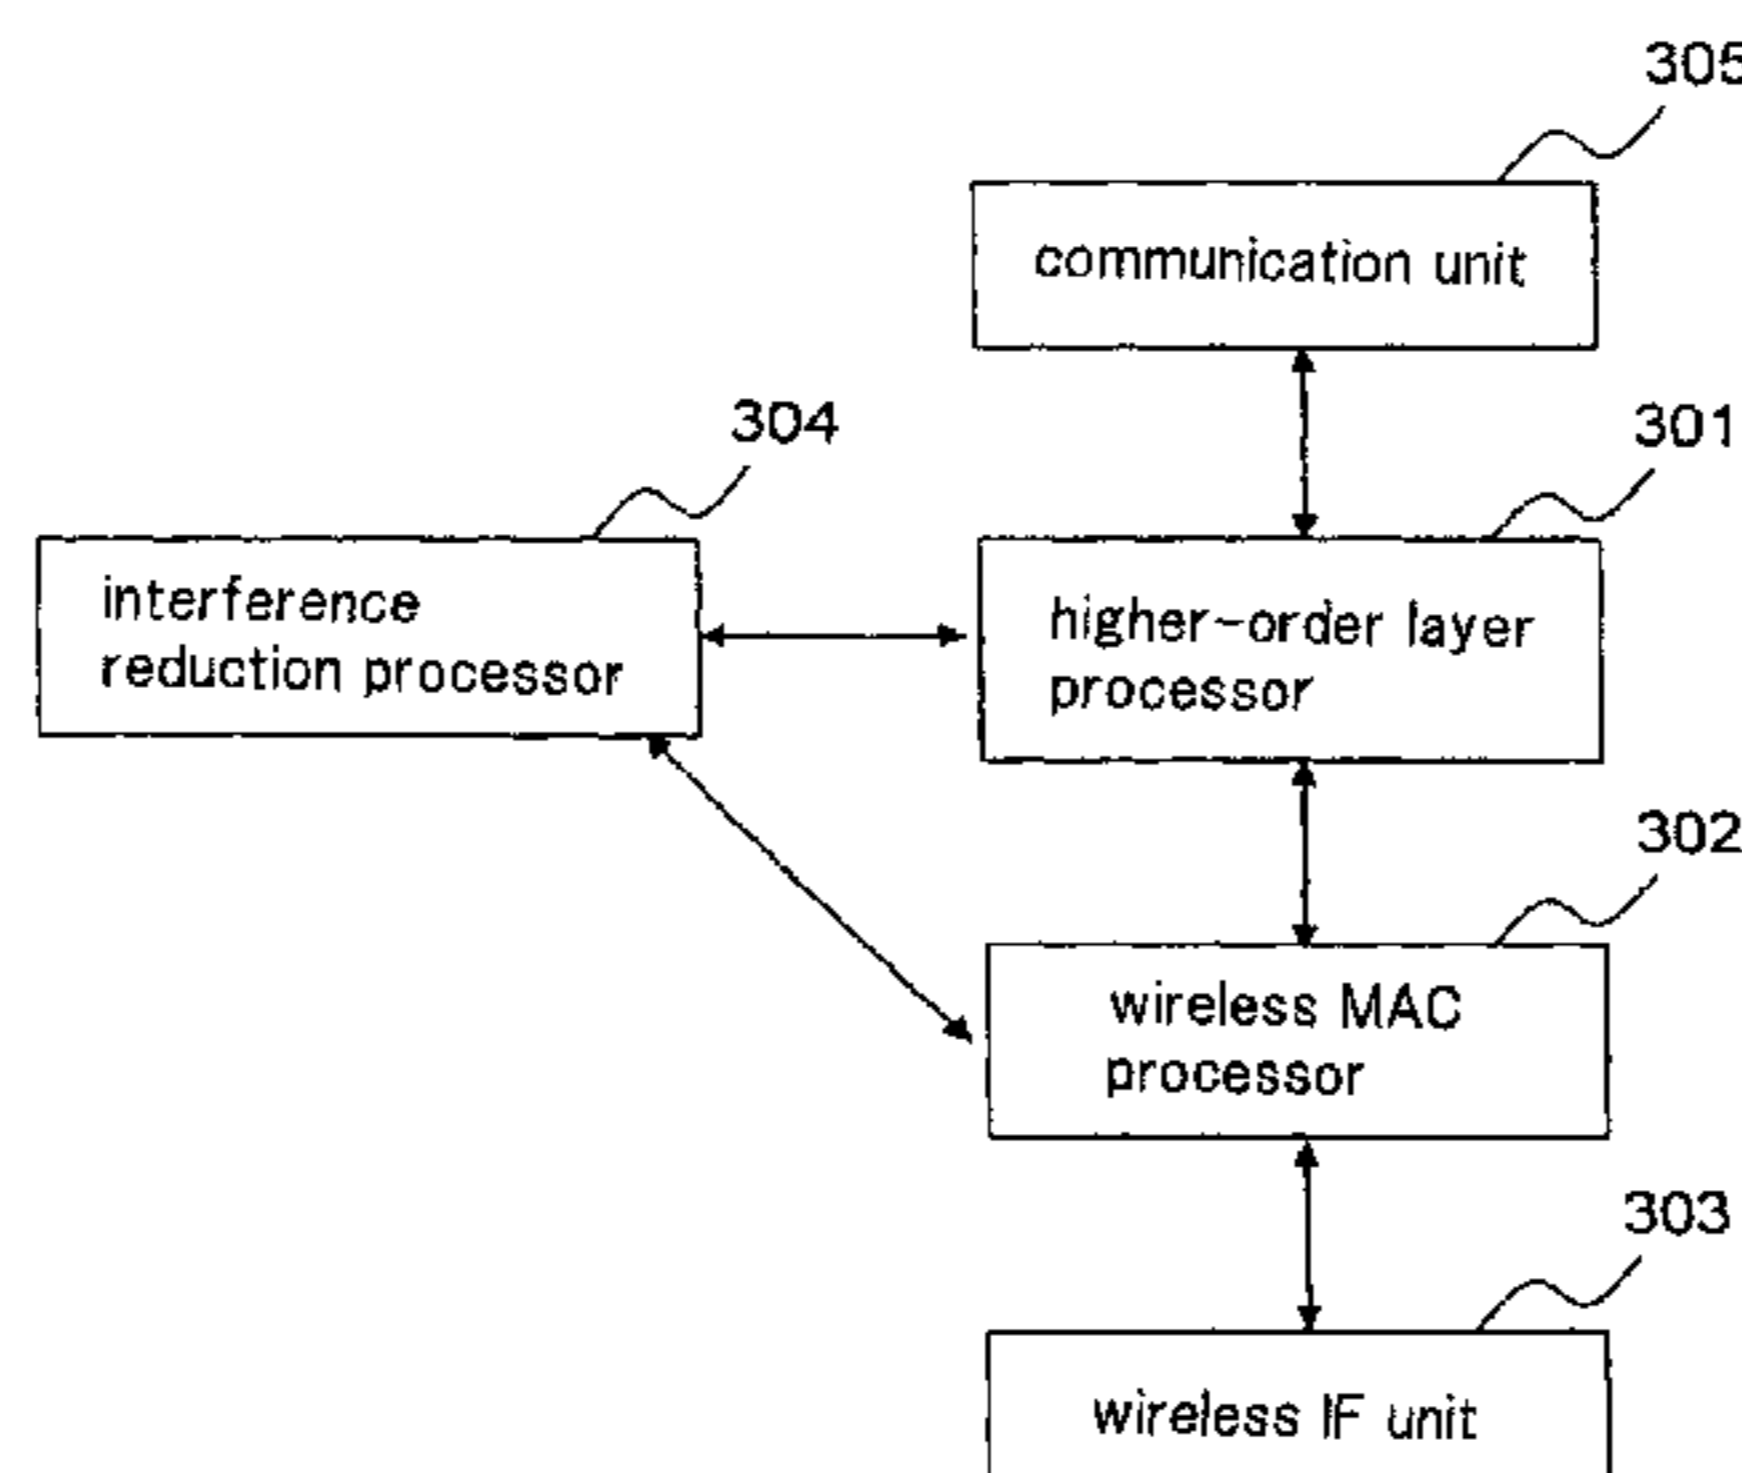 305
communication unit
304
301
interference
reduction processor
higher-order layer
processor
302
wireless MAC
processor
303
wireless IF unit